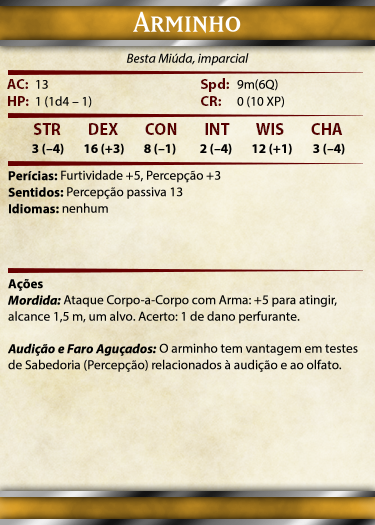 Arminho
Besta Miúda, imparcial
AC: 13 Spd: 9m(6Q)
HP: 1 (1d4 – 1) CR: 0 (10 XP)
STR DEX CON INT WIS CHA
3 (–4) 16 (+3) 8 (–1) 2 (–4) 12 (+1) 3 (–4)
Perícias: Furtividade +5, Percepção +3
Sentidos: Percepção passiva 13
Idiomas: nenhum
Ações
Mordida: Ataque Corpo-a-Corpo com Arma: +5 para atingir,
alcance 1,5 m, um alvo. Acerto: 1 de dano perfurante.
Audição e Faro Aguçados: O arminho tem vantagem em testes
de Sabedoria (Percepção) relacionados à audição e ao olfato.